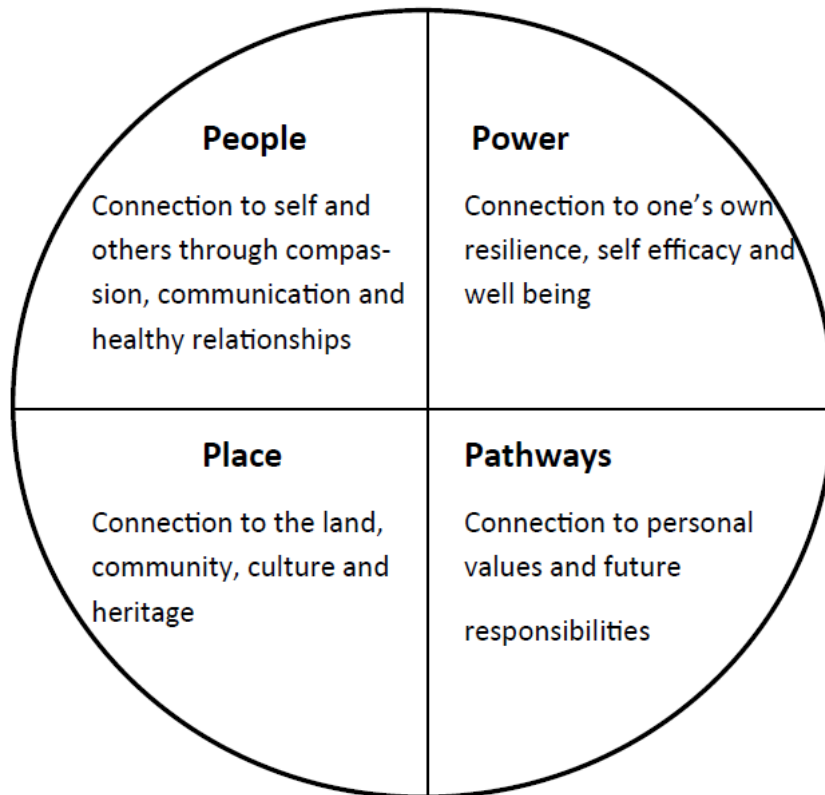 People
Connection to self and
others through compas-
sion, communication and
healthy relationships
Power
Connection to one's own
resilience, self efficacy and
well being
Place
Connection to the land,
community, culture and
heritage
Pathways
Connection to personal
values and future
responsibilities